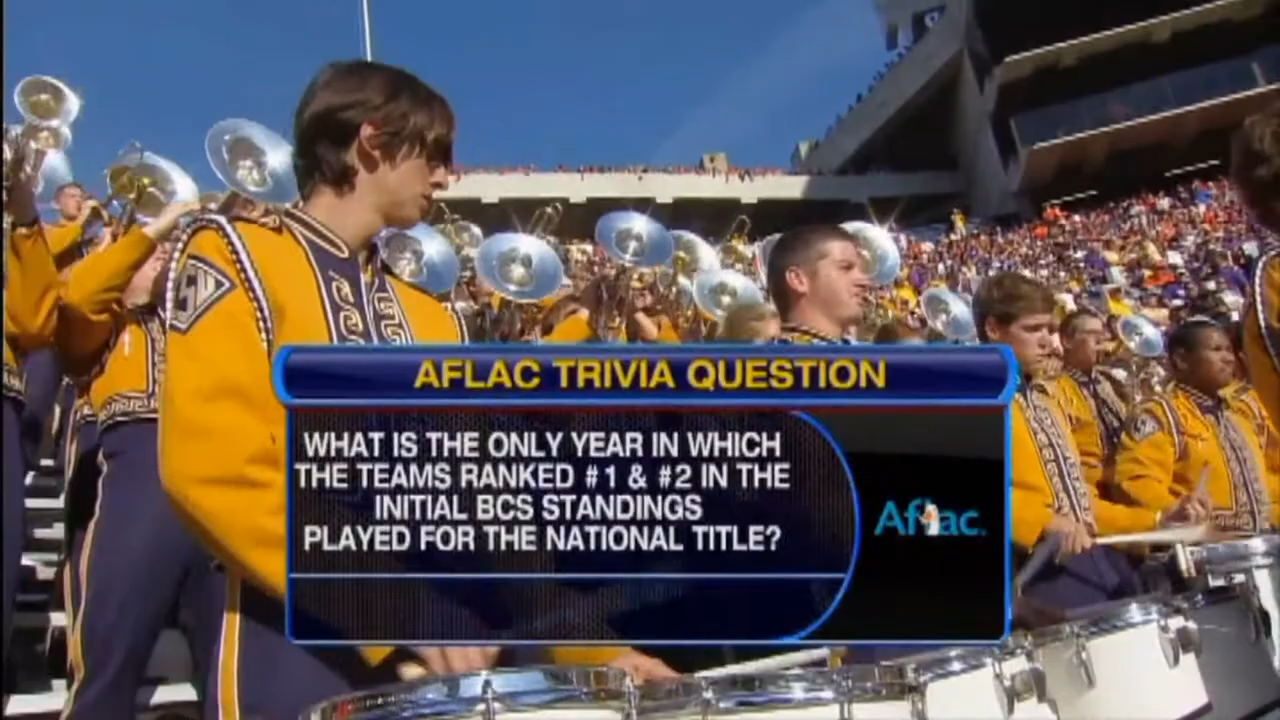 AFLAC TRIVIA QUESTION
WHAT IS THE ONLY YEAR IN WHICH
THE TEAMS RANKED #1 & #2 IN THE
INITIAL BCS STANDINGS
PLAYED FOR THE NATIONAL TITLE?
Aflac